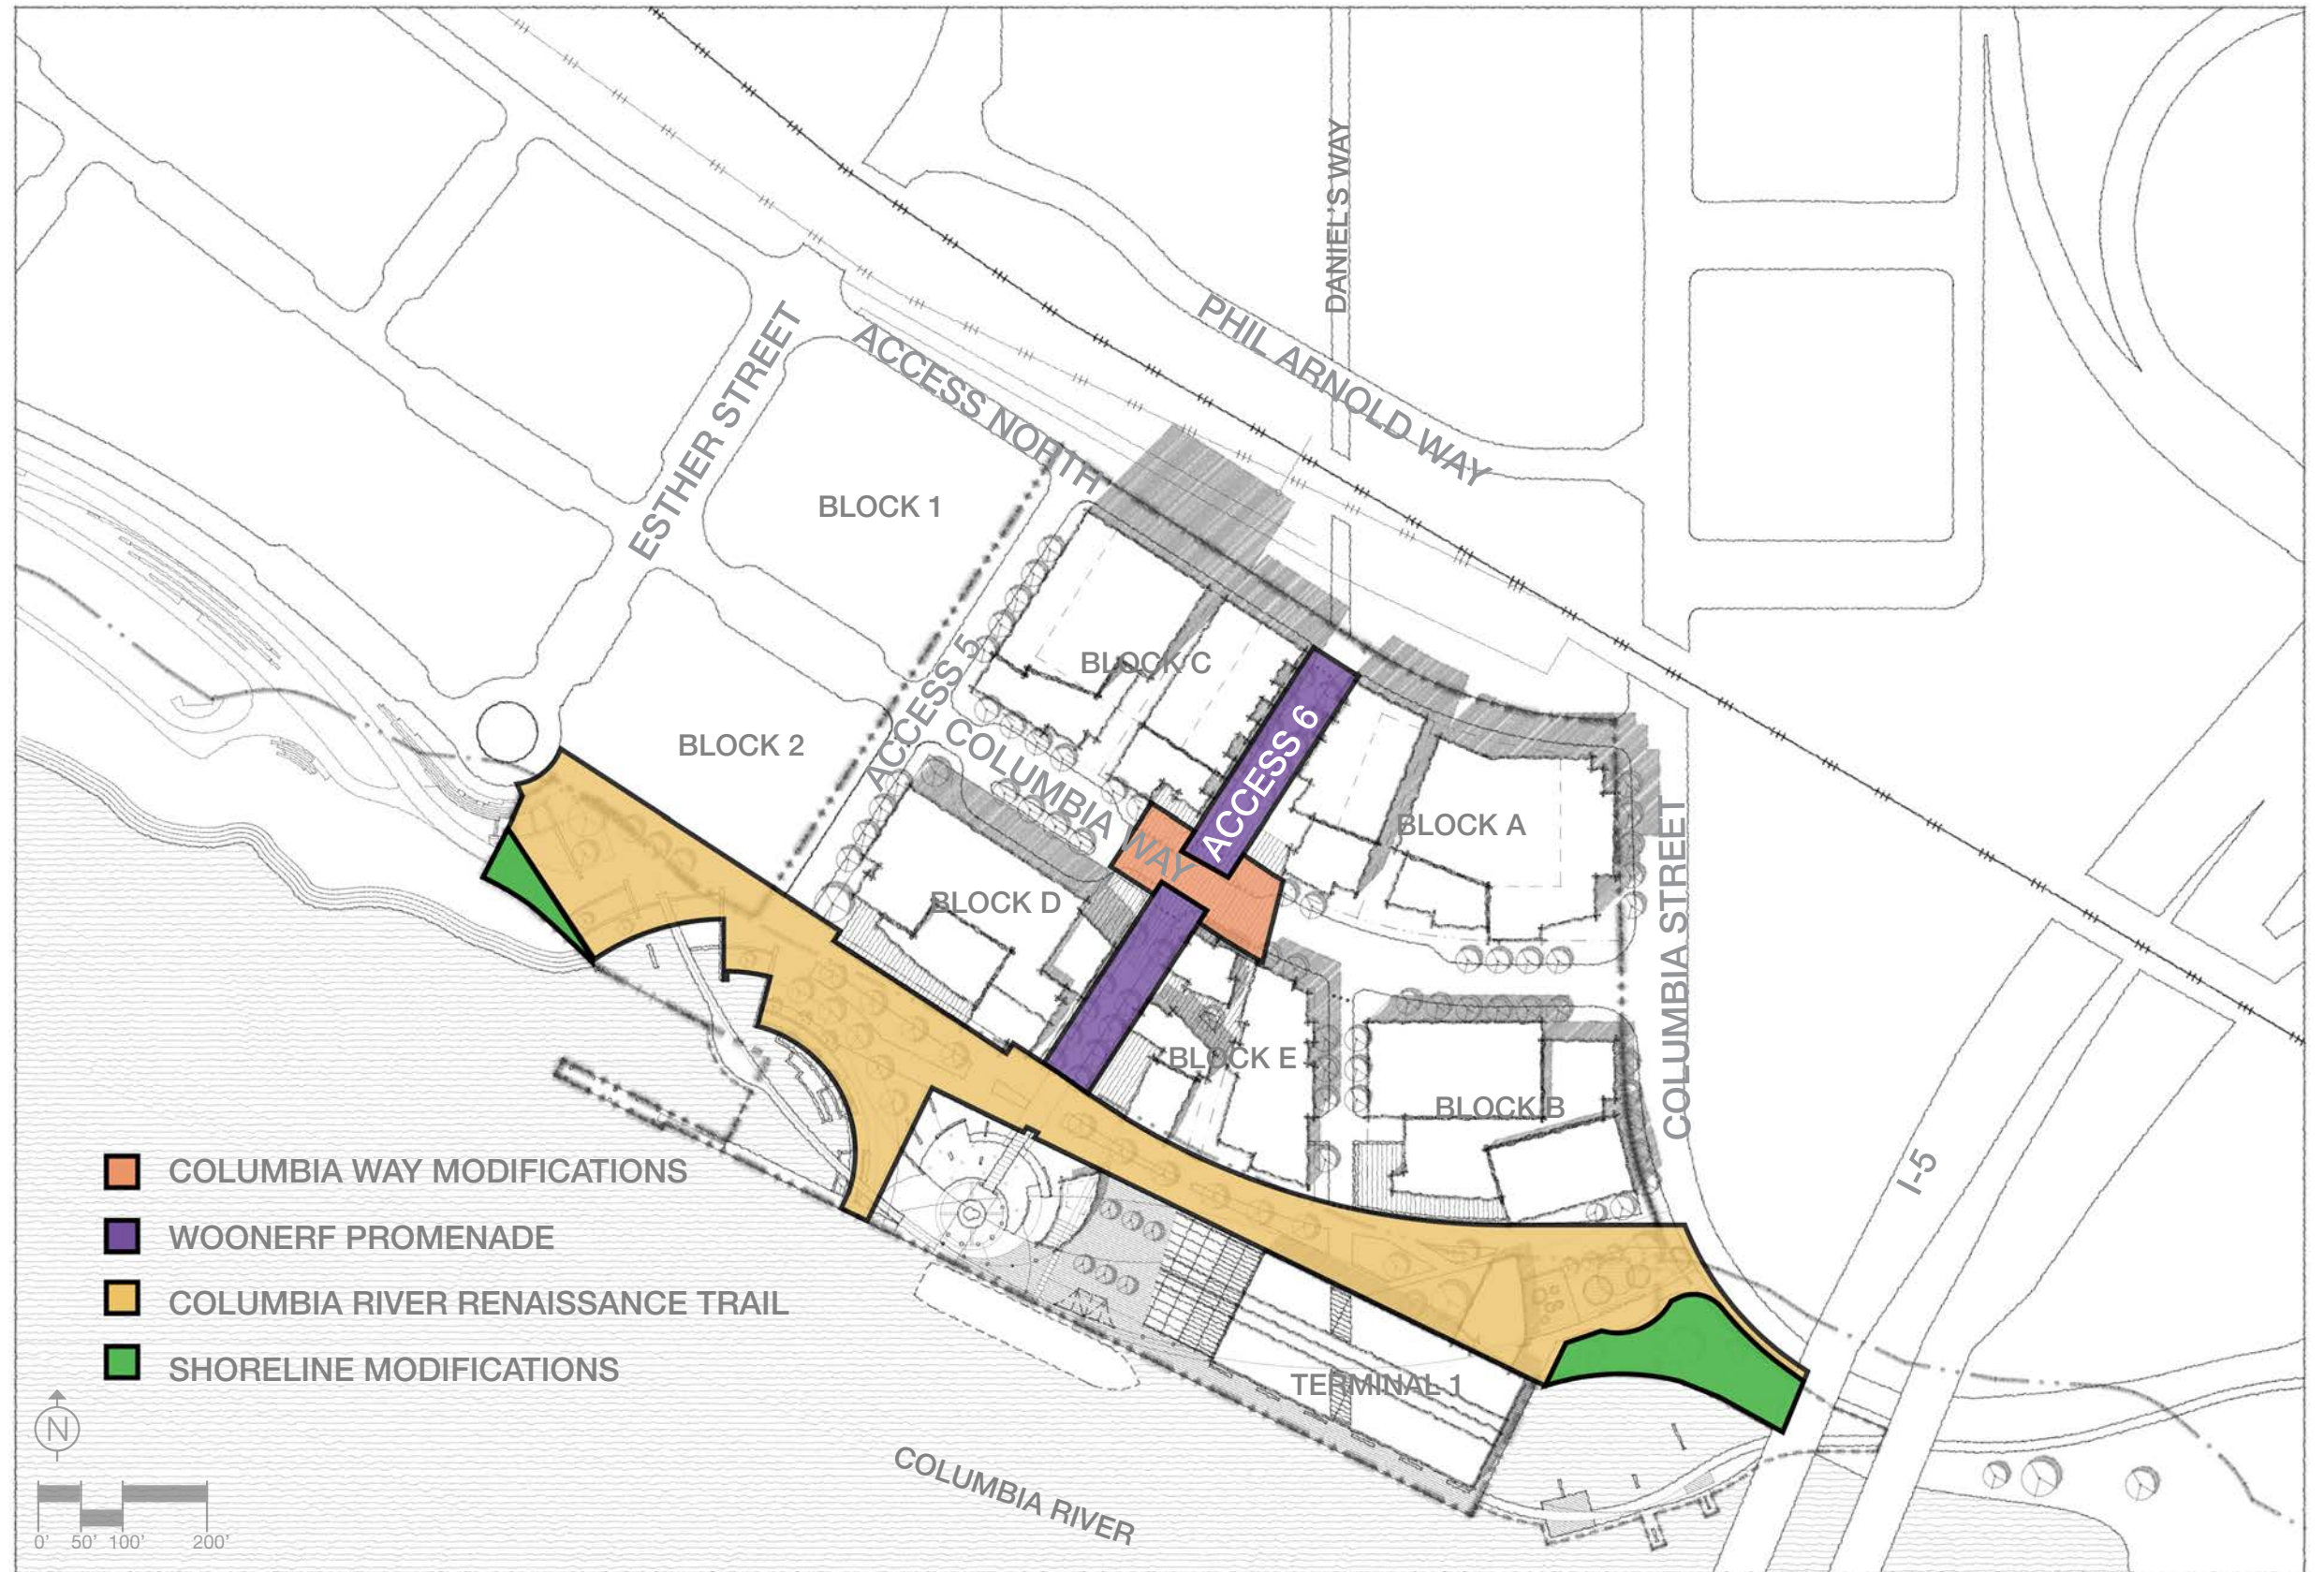 DANIEL'S WAY
PHIL ARNOLD WAY
ESTHER STREET
ACCESS NORTH
BLOCK 1
ACCESS 5
BLOCK C
BLOCK 2
COLUMBIA WAY
ACCESS 6
BLOCK A
COLUMBIA STREET
BLOCK D
BLOCK E
BLOCK B
I-5
COLUMBIA WAY MODIFICATIONS
WOONERF PROMENADE
COLUMBIA RIVER RENAISSANCE TRAIL
SHORELINE MODIFICATIONS
TERMINAL 1
N
COLUMBIA RIVER
0' 50' 100' 200'